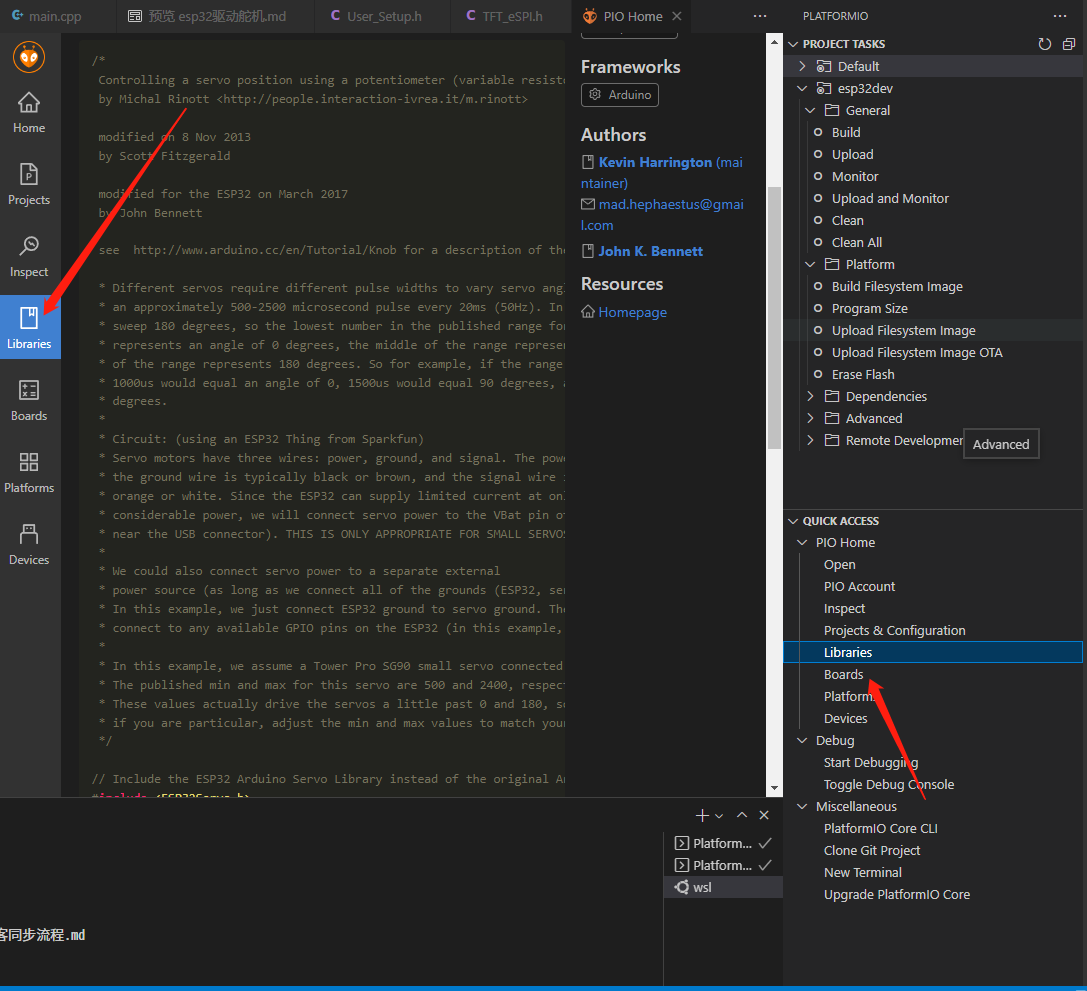 main.cpp
预览 esp32驱动舵机.md
User_Setup.h
TFT_eSPI.h
PIO Home
Home
Projects
Inspect
Libraries
Boards
Platforms
Devices
/*
Controlling a servo position using a potentiometer (variable resist
by Michal Rinott <http://people.interaction-ivrea.it/m.rinott>
modified on 8 Nov 2013
by Scott Fitzgerald
modified for the ESP32 on March 2017
by John Bennett
see http://www.arduino.cc/en/Tutorial/Knob for a description of the
* Different servos require different pulse widths to vary servo angl
* an approximately 500-2500 microsecond pulse every 20ms (50Hz). In
* sweep 180 degrees, so the lowest number in the published range for
* represents an angle of 0 degrees, the middle of the range represen
* of the range represents 180 degrees. So for example, if the range
* 1000us would equal an angle of 0, 1500us would equal 90 degrees, a
* degrees.
*
* Circuit: (using an ESP32 Thing from Sparkfun)
* Servo motors have three wires: power, ground, and signal. The powe
* the ground wire is typically black or brown, and the signal wire i
* orange or white. Since the ESP32 can supply limited current at onl
* considerable power, we will connect servo power to the VBat pin of
* near the USB connector). THIS IS ONLY APPROPRIATE FOR SMALL SERVOS
*
* We could also connect servo power to a separate external
* power source (as long as we connect all of the grounds (ESP32, ser
* In this example, we just connect ESP32 ground to servo ground. The
* connect to any available GPIO pins on the ESP32 (in this example,
*
* In this example, we assume a Tower Pro SG90 small servo connected
* The published min and max for this servo are 500 and 2400, respect
* These values actually drive the servos a little past 0 and 180, so
* if you are particular, adjust the min and max values to match your
*/
// Include the ESP32 Arduino Servo Library instead of the original Ar
#include <ESP32Servo.h>
Frameworks
Arduino
Authors
Kevin Harrington (mai
ntainer)
mad.hephaestus@gmai
l.com
John K. Bennett
Resources
Homepage
Platform...
Platform...
wsl
客同步流程.md
PLATFORMIO
PROJECT TASKS
Default
esp32dev
General
Build
Upload
Monitor
Upload and Monitor
Clean
Clean All
Platform
Build Filesystem Image
Program Size
Upload Filesystem Image
Upload Filesystem Image OTA
Erase Flash
Dependencies
Advanced
Remote Developmen
Advanced
QUICK ACCESS
PIO Home
Open
PIO Account
Inspect
Projects & Configuration
Libraries
Boards
Platforms
Devices
Debug
Start Debugging
Toggle Debug Console
Miscellaneous
PlatformIO Core CLI
Clone Git Project
New Terminal
Upgrade PlatformIO Core